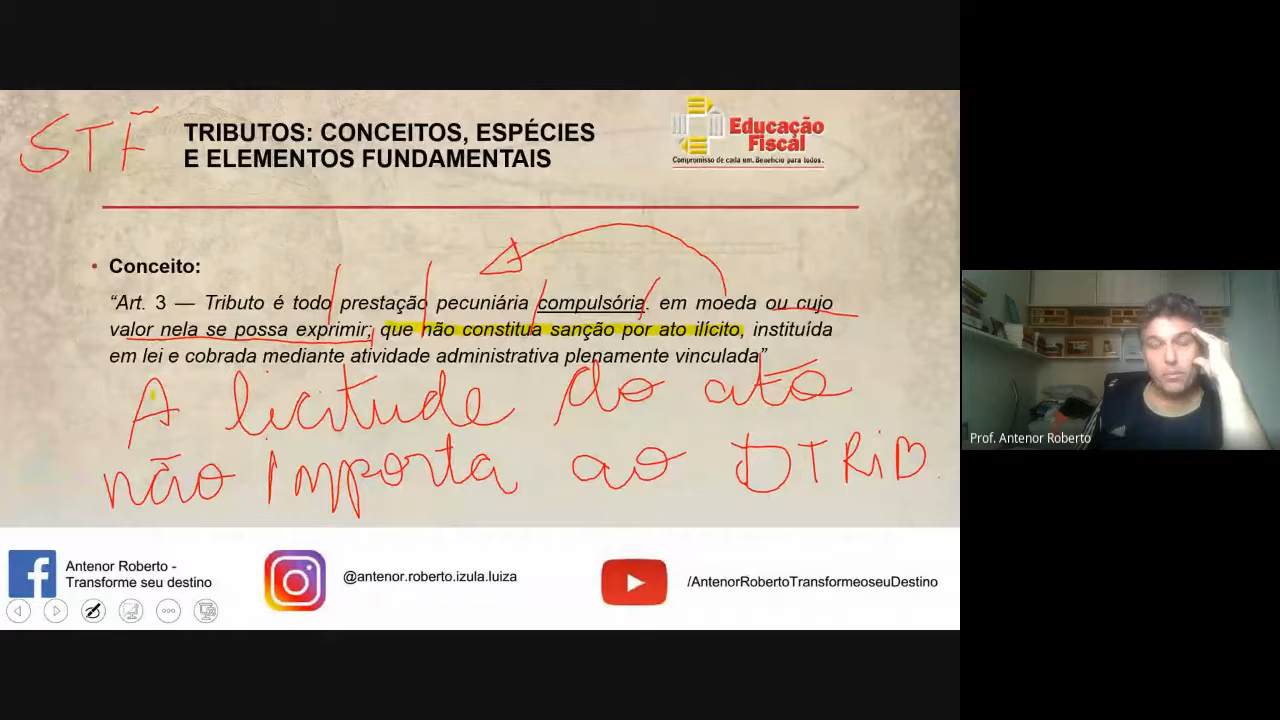 STF
TRIBUTOS: CONCEITOS, ESPÉCIES
E ELEMENTOS FUNDAMENTAIS
Educação
Fiscal
Compromisso de cada um. Benefício para todos.
• Conceito:
“Art. 3 — Tributo é todo prestação pecuniária compulsória. em moeda ou cujo
valor nela se possa exprimir, que não constitua sanção por ato ilícito, instituída
em lei e cobrada mediante atividade administrativa plenamente vinculada”
A licitude do ato
não importa ao DTRiB.
Antenor Roberto -
Transforme seu destino
@antenor.roberto.izula.luiza
/AntenorRobertoTransformeoseuDestino
Prof. Antenor Roberto